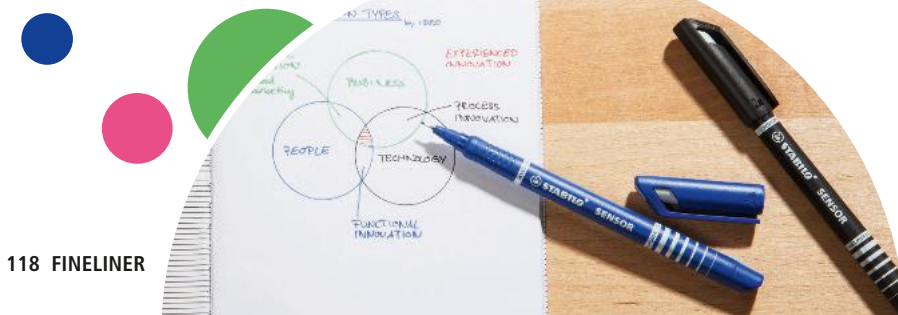 N TYPES
by IDEO
EXPERIENCED
INNOVATION
BUSINESS
PROCESS
INNOVATION
PEOPLE
TECHNOLOGY
FUNCTIONAL
INNOVATION
STABILO SENSOR
STABILO SENSOR
118 FINELINER